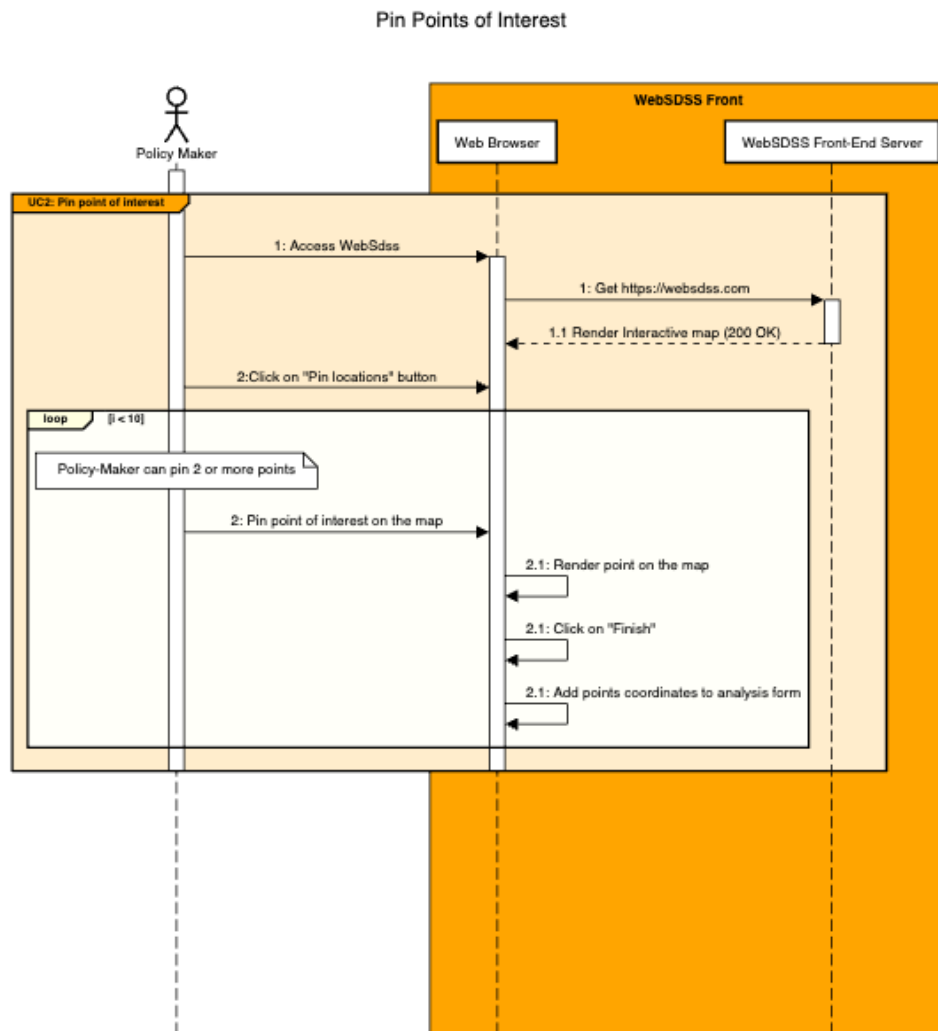 Pin Points of Interest
WebSDSS Front
Policy Maker
Web Browser
WebSDSS Front-End Server
UC2: Pin point of interest
1: Access WebSdss
1: Get https://websdss.com
1.1 Render Interactive map (200 OK)
2:Click on "Pin locations" button
loop
[i < 10]
Policy-Maker can pin 2 or more points
2: Pin point of interest on the map
2.1: Render point on the map
2.1: Click on "Finish"
2.1: Add points coordinates to analysis form